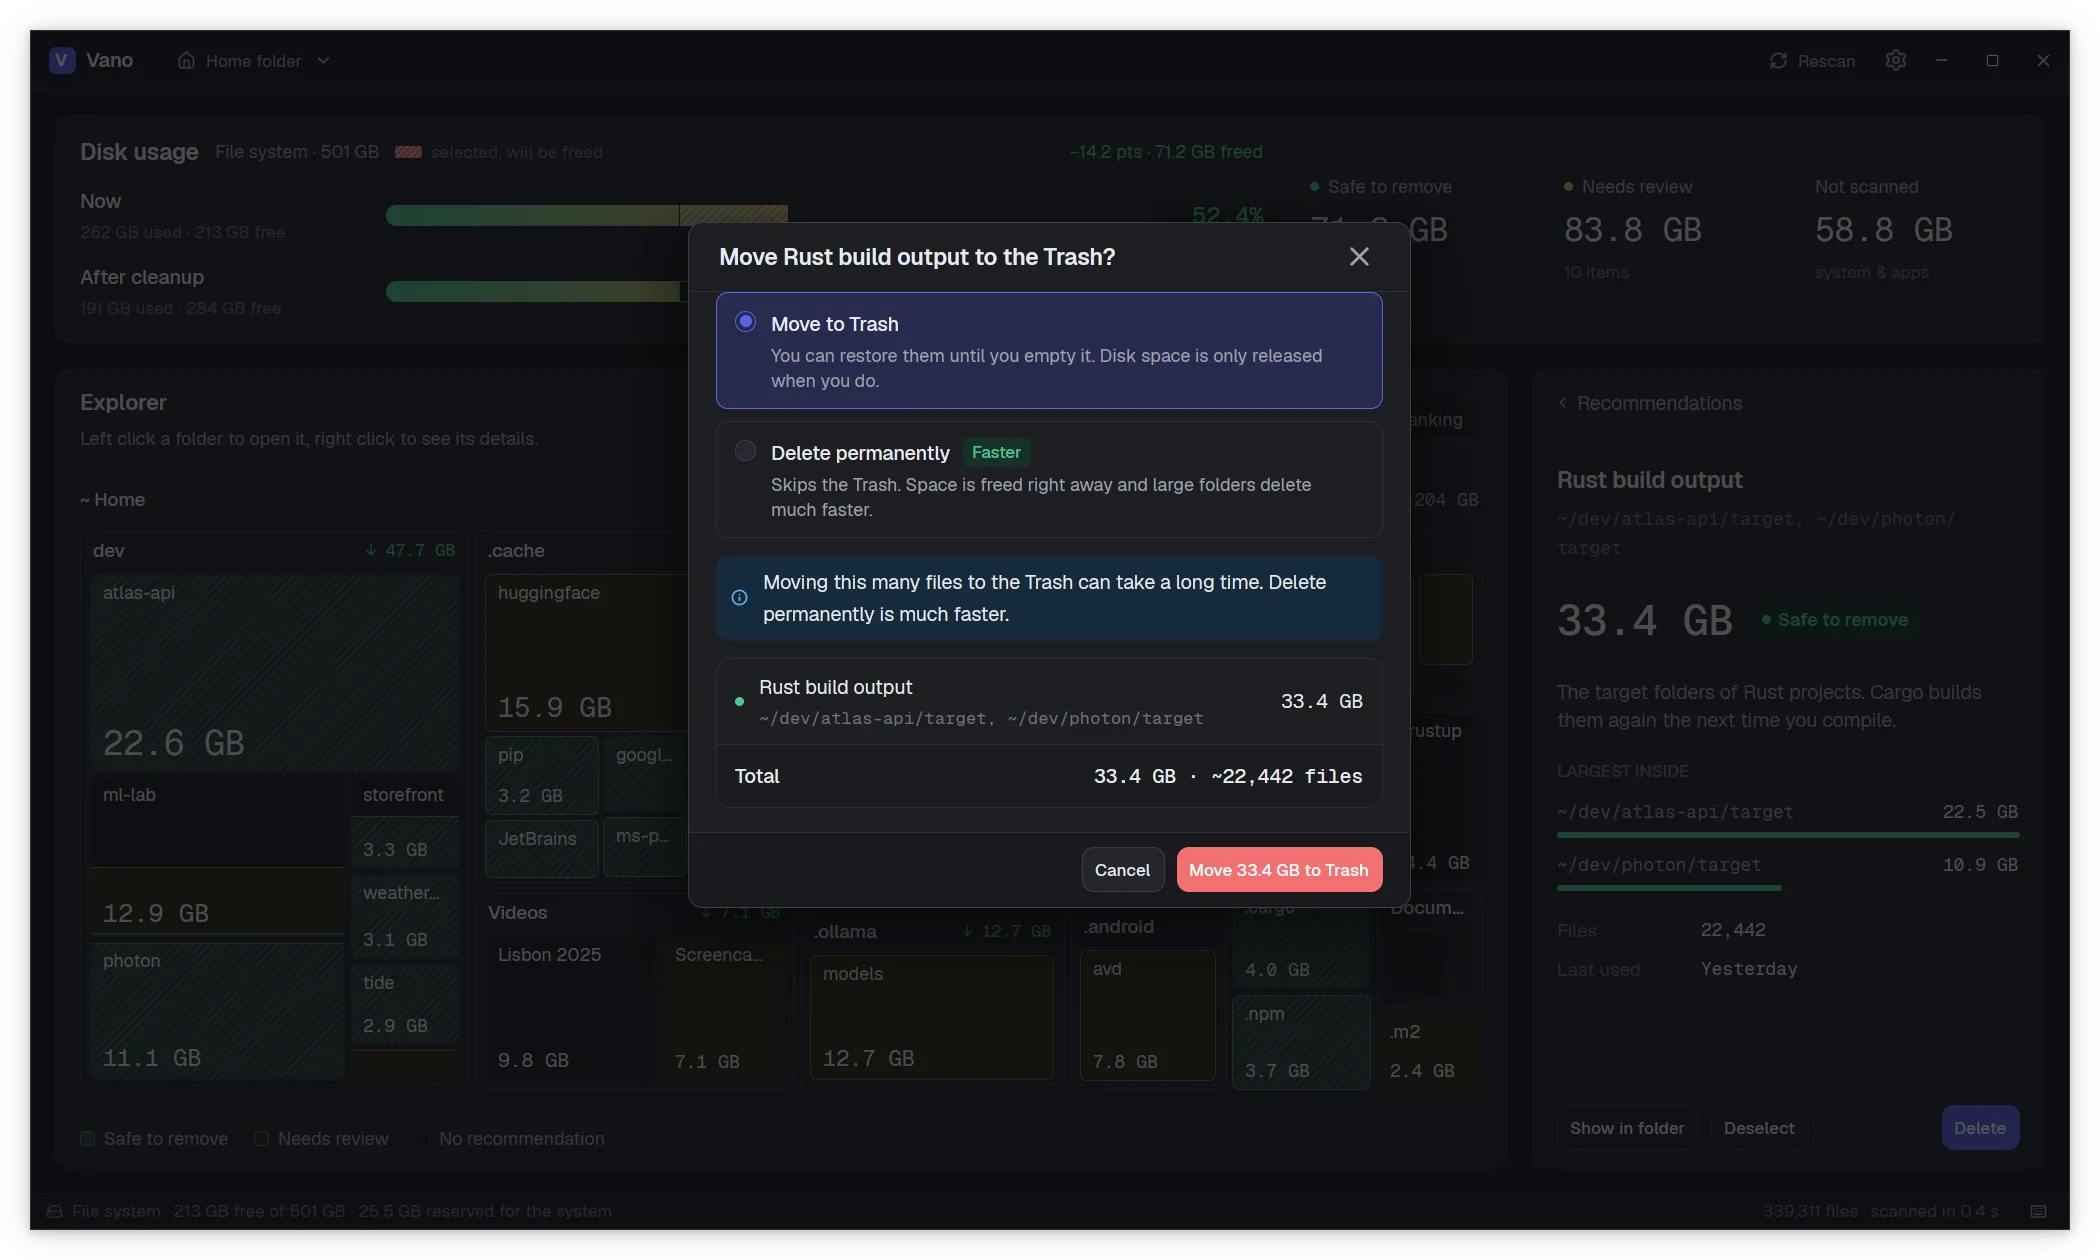 V Vano
Home folder
Rescan
Disk usage File system · 501 GB selected, will be freed
−14.2 pts · 71.2 GB freed
Now
262 GB used · 213 GB free
52.4%
After cleanup
191 GB used · 284 GB free
Safe to remove
GB
Needs review
83.8 GB
10 items
Not scanned
58.8 GB
system & apps
Move Rust build output to the Trash?
Move to Trash
You can restore them until you empty it. Disk space is only released
when you do.
Delete permanently Faster
Skips the Trash. Space is freed right away and large folders delete
much faster.
Moving this many files to the Trash can take a long time. Delete
permanently is much faster.
Rust build output
~/dev/atlas-api/target, ~/dev/photon/target
33.4 GB
Total 33.4 GB · ~22,442 files
Cancel
Move 33.4 GB to Trash
Explorer
Left click a folder to open it, right click to see its details.
anking
~ Home
204 GB
dev ↓ 47.7 GB
atlas-api
22.6 GB
ml-lab
12.9 GB
photon
11.1 GB
storefront
3.3 GB
weather…
3.1 GB
tide
2.9 GB
.cache
huggingface
15.9 GB
pip
3.2 GB
googl…
JetBrains
ms-p…
Videos ↓ 7.1 GB
Lisbon 2025
9.8 GB
Screenca…
7.1 GB
.ollama ↓ 12.7 GB
models
12.7 GB
.android
avd
7.8 GB
rustup
.4 GB
.cargo
4.0 GB
.npm
3.7 GB
Docum…
.m2
2.4 GB
Safe to remove Needs review No recommendation
Recommendations
Rust build output
~/dev/atlas-api/target, ~/dev/photon/
target
33.4 GB Safe to remove
The target folders of Rust projects. Cargo builds
them again the next time you compile.
LARGEST INSIDE
~/dev/atlas-api/target 22.5 GB
~/dev/photon/target 10.9 GB
Files 22,442
Last used Yesterday
Show in folder
Deselect
Delete
File system · 213 GB free of 501 GB · 25.5 GB reserved for the system
339,311 files · scanned in 0.4 s